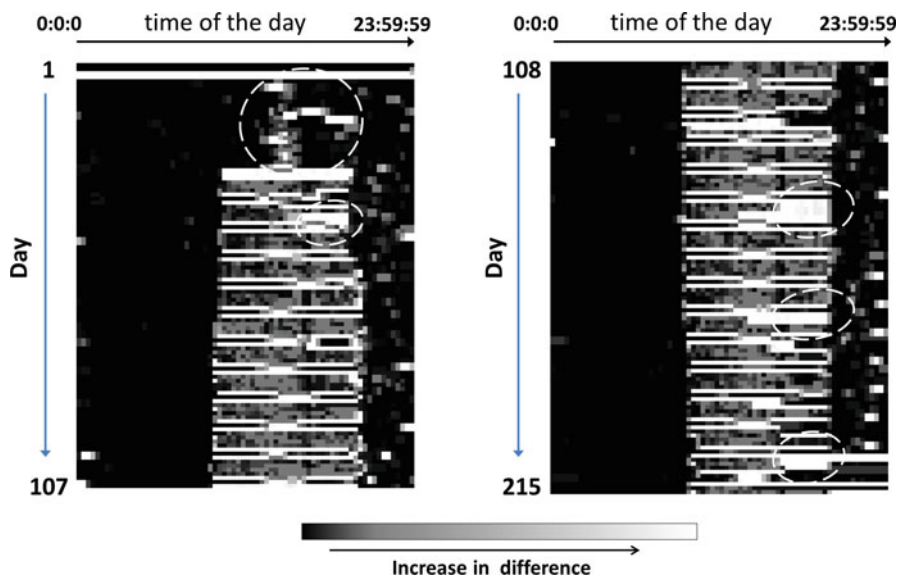 0:0:0 time of the day 23:59:59
1
Day
107
0:0:0 time of the day 23:59:59
108
Day
215
Increase in difference